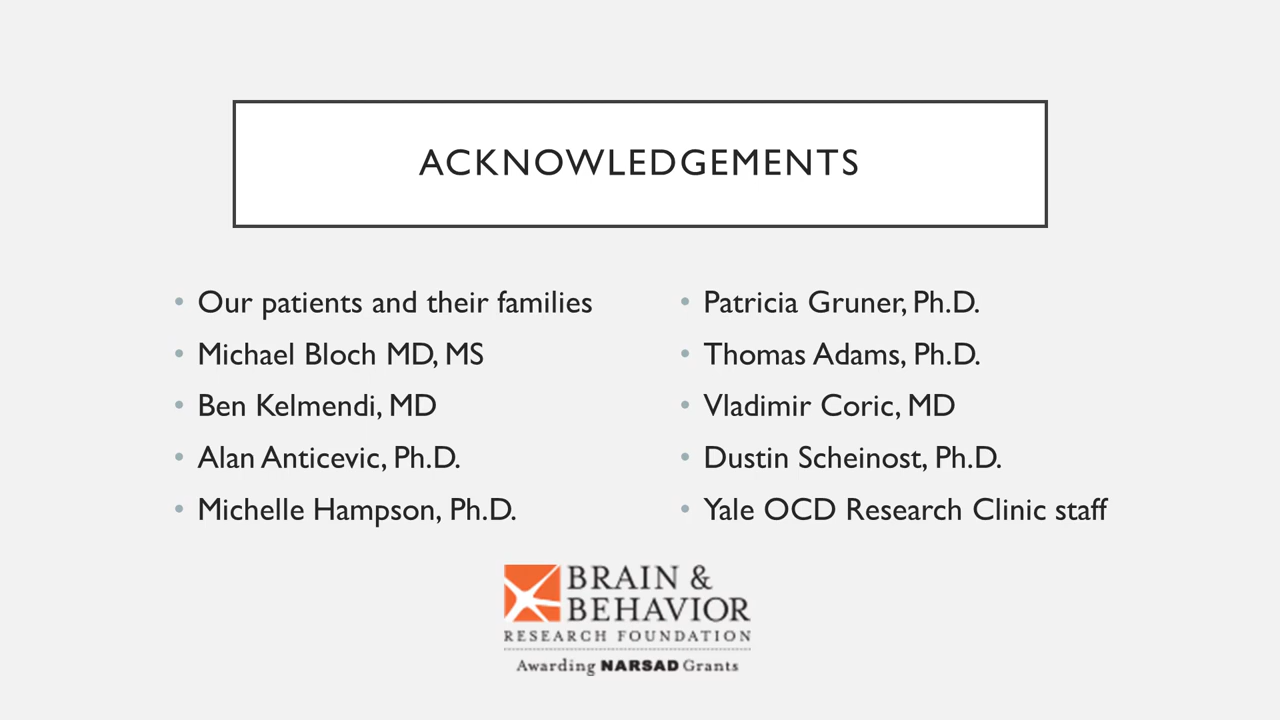 ACKNOWLEDGEMENTS
• Our patients and their families
• Michael Bloch MD, MS
• Ben Kelmendi, MD
• Alan Anticevic, Ph.D.
• Michelle Hampson, Ph.D.
• Patricia Gruner, Ph.D.
• Thomas Adams, Ph.D.
• Vladimir Coric, MD
• Dustin Scheinost, Ph.D.
• Yale OCD Research Clinic staff
BRAIN &
BEHAVIOR
RESEARCH FOUNDATION
Awarding NARSAD Grants